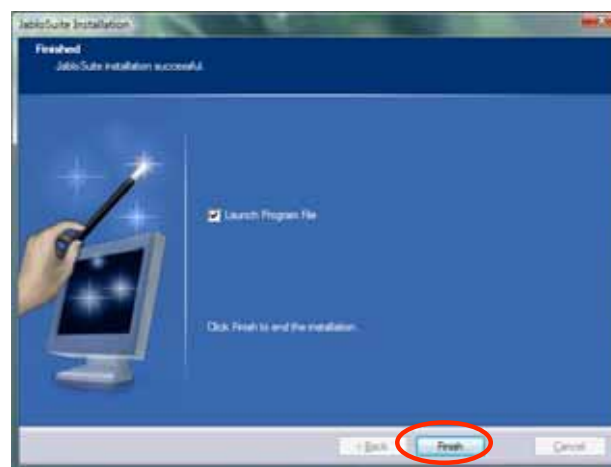 JabloSuite Installation
Finished
JabloSuite installation successful.
Launch Program File
Click Finish to end the installation.
< Back
Finish
Cancel